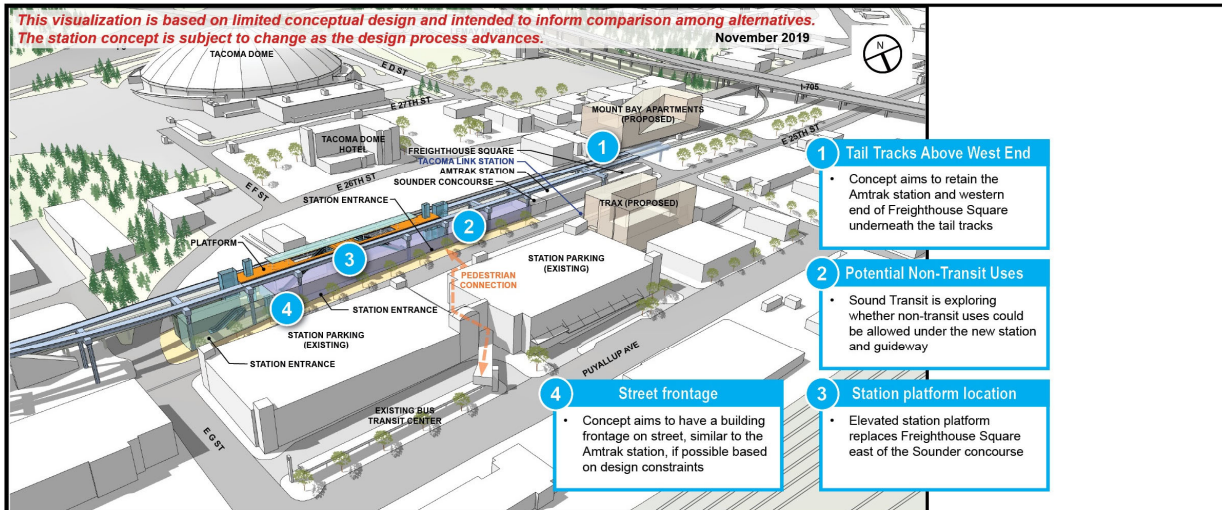 This visualization is based on limited conceptual design and intended to inform comparison among alternatives.
The station concept is subject to change as the design process advances.
November 2019
N
TACOMA DOME
E D ST
I-705
E 27TH ST
MOUNT BAY APARTMENTS
(PROPOSED)
E 25TH ST
TACOMA DOME
HOTEL
FREIGHTHOUSE SQUARE
TACOMA LINK STATION
AMTRAK STATION
SOUNDER CONCOURSE
E 26TH ST
E F ST
STATION ENTRANCE
TRAX (PROPOSED)
PLATFORM
1
2
3
4
STATION PARKING
(EXISTING)
PEDESTRIAN
CONNECTION
STATION ENTRANCE
STATION PARKING
(EXISTING)
STATION ENTRANCE
PUYALLUP AVE
EXISTING BUS
TRANSIT CENTER
E G ST
1 Tail Tracks Above West End
• Concept aims to retain the
Amtrak station and western
end of Freighthouse Square
underneath the tail tracks
2 Potential Non-Transit Uses
• Sound Transit is exploring
whether non-transit uses could
be allowed under the new station
and guideway
4 Street frontage
• Concept aims to have a building
frontage on street, similar to the
Amtrak station, if possible based
on design constraints
3 Station platform location
• Elevated station platform
replaces Freighthouse Square
east of the Sounder concourse